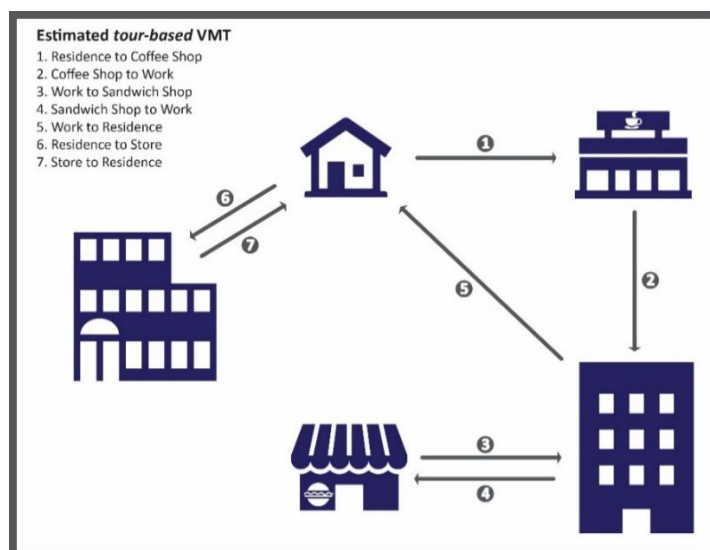 Estimated tour-based VMT
1. Residence to Coffee Shop
2. Coffee Shop to Work
3. Work to Sandwich Shop
4. Sandwich Shop to Work
5. Work to Residence
6. Residence to Store
7. Store to Residence
1
6
7
5
2
3
4